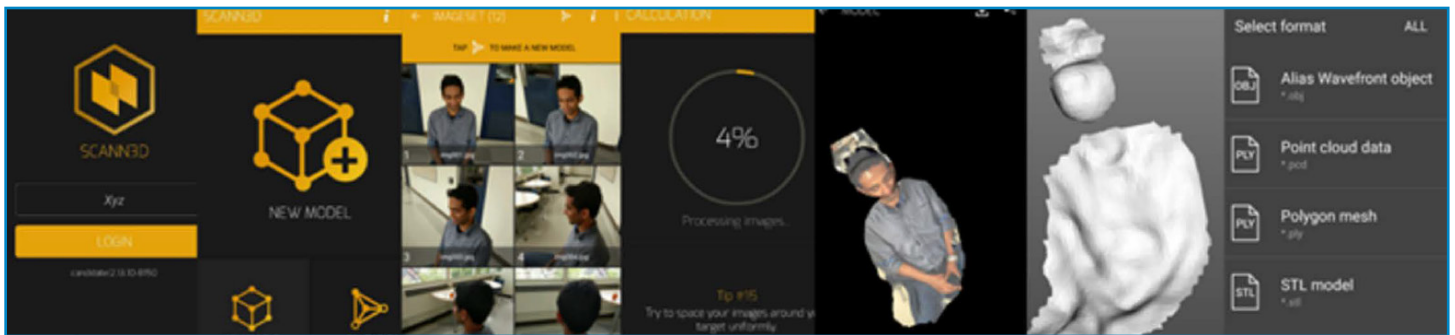 SCANN3D
Xyz
LOGIN
SCANN3D
i
NEW MODEL
IMAGESET (12)
i
TAP TO MAKE A NEW MODEL
1
2
3
4
CALCULATION
4%
Processing images...
Tip #15
Try to space your images around y
target uniformly
MODEL
Select format ALL
OBJ
Alias Wavefront object
*.obj
PLY
Point cloud data
*.pcd
PLY
Polygon mesh
*.ply
STL
STL model
*.stl